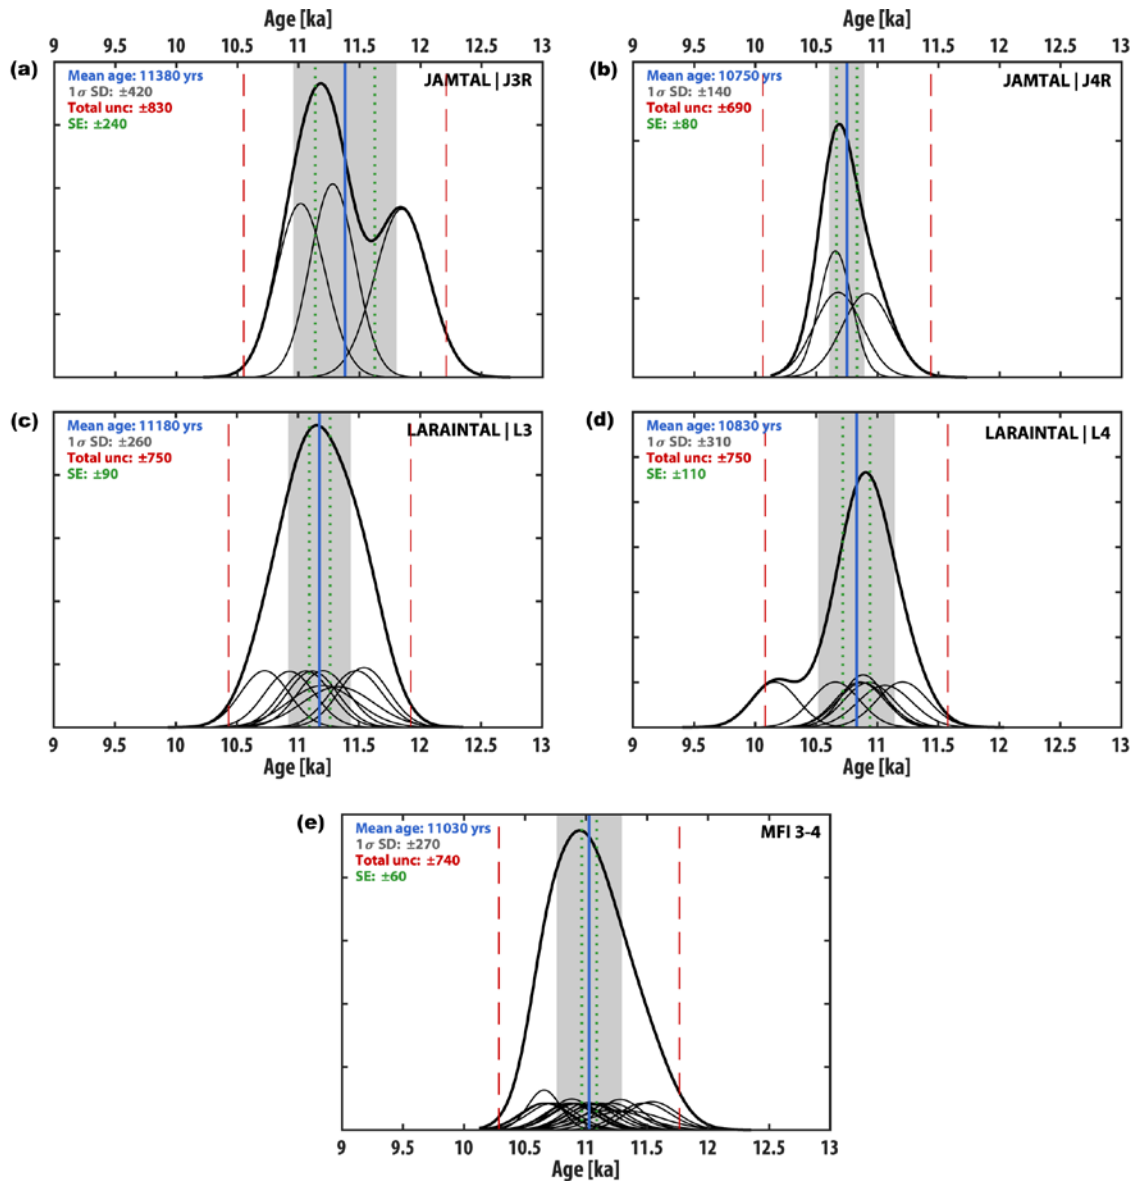 Age [ka]
Age [ka]
9 9.5 10 10.5 11 11.5 12 12.5 13
9 9.5 10 10.5 11 11.5 12 12.5 13
(a)
Mean age: 11380 yrs
1σ SD: ±420
Total unc: ±830
SE: ±240
JAMTAL | J3R
(b)
Mean age: 10750 yrs
1σ SD: ±140
Total unc: ±690
SE: ±80
JAMTAL | J4R
(c)
Mean age: 11180 yrs
1σ SD: ±260
Total unc: ±750
SE: ±90
LARAINTAL | L3
(d)
Mean age: 10830 yrs
1σ SD: ±310
Total unc: ±750
SE: ±110
LARAINTAL | L4
9 9.5 10 10.5 11 11.5 12 12.5 13
9 9.5 10 10.5 11 11.5 12 12.5 13
Age [ka]
Age [ka]
(e)
Mean age: 11030 yrs
1σ SD: ±270
Total unc: ±740
SE: ±60
MFI 3-4
9 9.5 10 10.5 11 11.5 12 12.5 13
Age [ka]